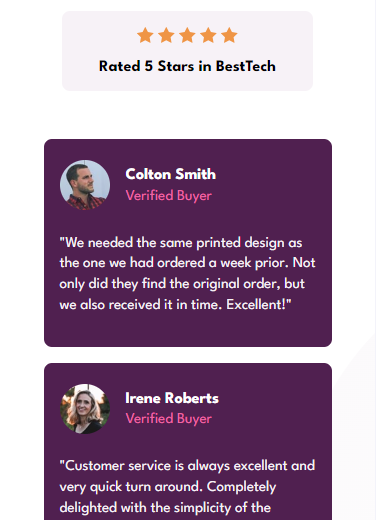 Rated 5 Stars in BestTech
Colton Smith
Verified Buyer
"We needed the same printed design as
the one we had ordered a week prior. Not
only did they find the original order, but
we also received it in time. Excellent!"
Irene Roberts
Verified Buyer
"Customer service is always excellent and
very quick turn around. Completely
delighted with the simplicity of the